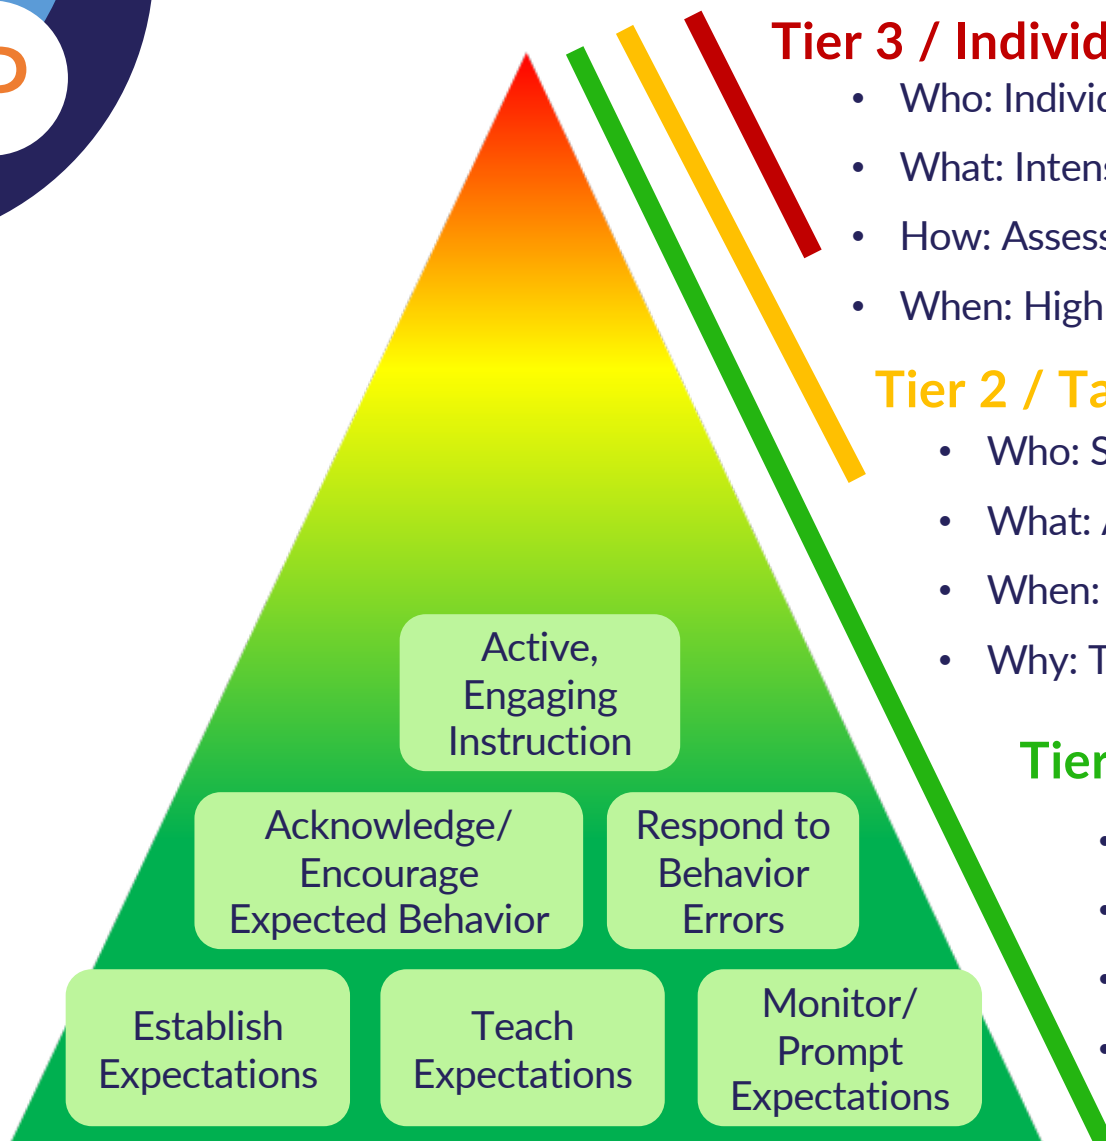 Tier 3 / Individ
• Who: Indivi
• What: Inten
• How: Assess
• When: High
Tier 2 / Ta
• Who: S
• What:
• When:
• Why: T
Tier
Active,
Engaging
Instruction
Acknowledge/
Encourage
Expected Behavior
Respond to
Behavior
Errors
Establish
Expectations
Teach
Expectations
Monitor/
Prompt
Expectations